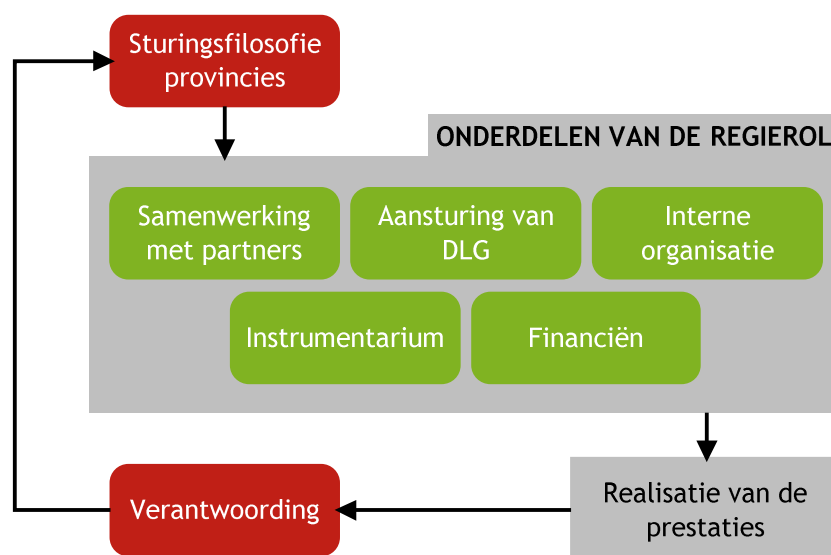 Sturingsfilosofie
provincies
ONDERDELEN VAN DE REGIEROL
Samenwerking
met partners
Aansturing van
DLG
Interne
organisatie
Instrumentarium
Financiën
Verantwoording
Realisatie van de
prestaties